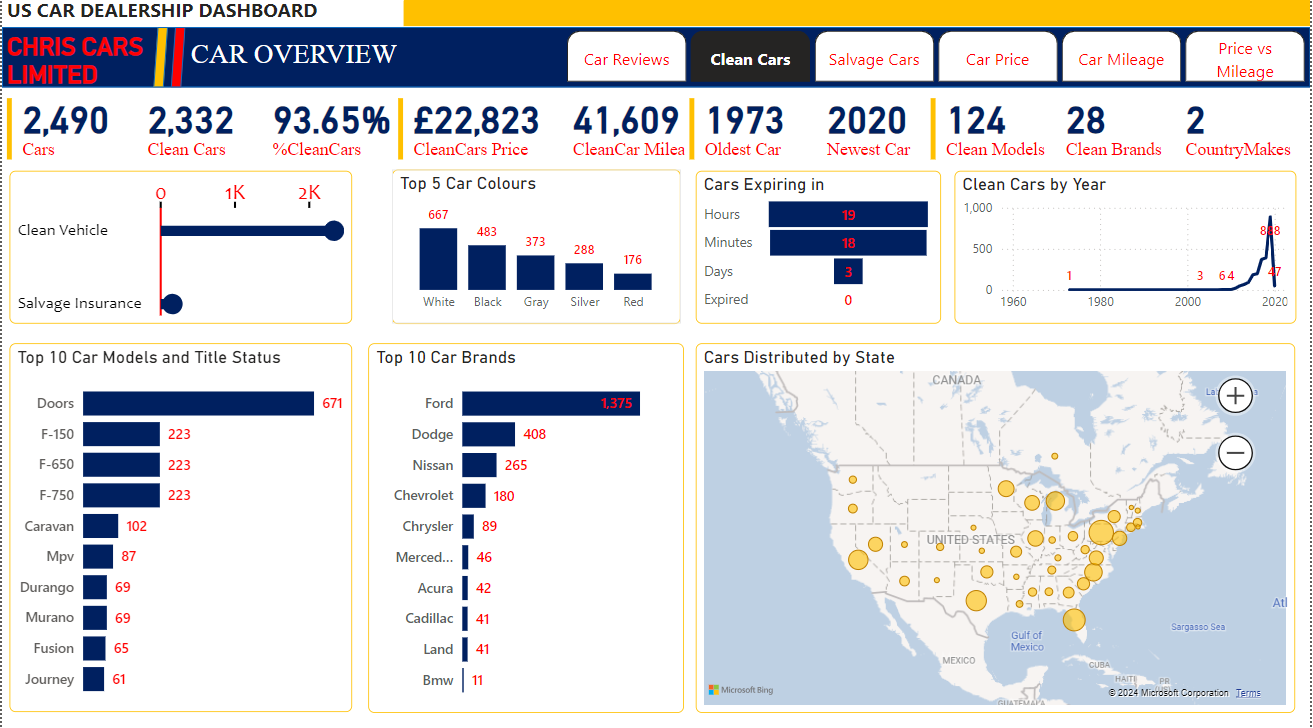 US CAR DEALERSHIP DASHBOARD
CHRIS CARS
LIMITED
CAR OVERVIEW
Car Reviews
Clean Cars
Salvage Cars
Car Price
Car Mileage
Price vs
Mileage
2,490
Cars
2,332
Clean Cars
93.65%
%CleanCars
£22,823
CleanCars Price
41,609
CleanCar Milea
1973
Oldest Car
2020
Newest Car
124
Clean Models
28
Clean Brands
2
CountryMakes
0 1K 2K
Clean Vehicle
Salvage Insurance
Top 5 Car Colours
667 483 373 288 176
White Black Gray Silver Red
Cars Expiring in
Hours 19
Minutes 18
Days 3
Expired 0
Clean Cars by Year
1,000
500
0
1 3 6 4 888 47
1960 1980 2000 2020
Top 10 Car Models and Title Status
Doors 671
F-150 223
F-650 223
F-750 223
Caravan 102
Mpv 87
Durango 69
Murano 69
Fusion 65
Journey 61
Top 10 Car Brands
Ford 1,375
Dodge 408
Nissan 265
Chevrolet 180
Chrysler 89
Merced... 46
Acura 42
Cadillac 41
Land 41
Bmw 11
Cars Distributed by State
CANADA
UNITED STATES
Gulf of
Mexico
MEXICO
CUBA
HAITI
PR
Sargasso Sea
Atl
GUATEMALA
Microsoft Bing
© 2024 Microsoft Corporation Terms